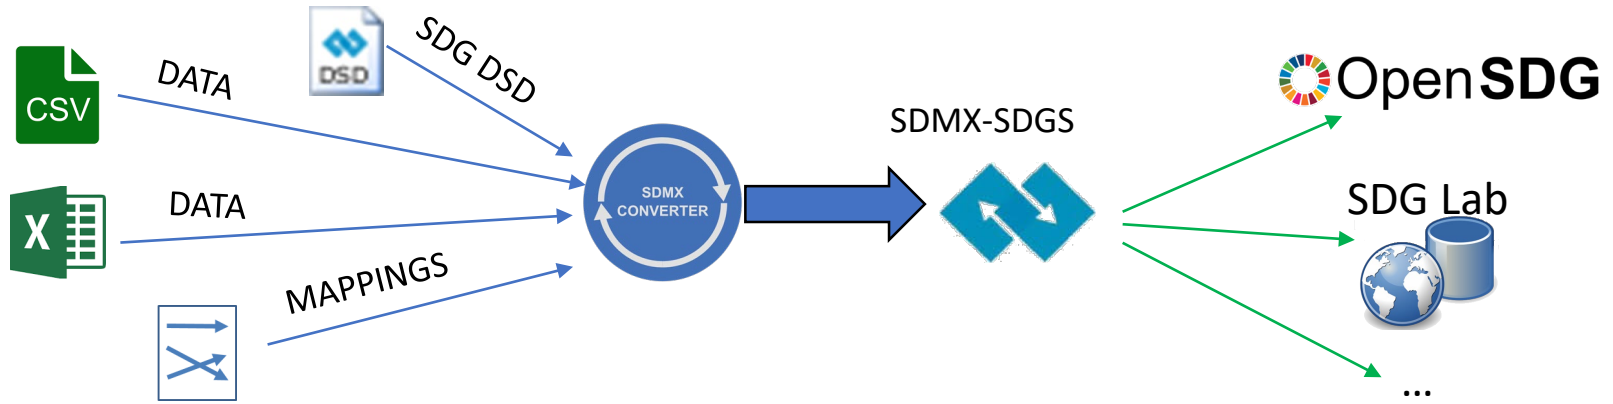 CSV
DATA
DSD
SDG DSD
X
DATA
MAPPINGS
SDMX
CONVERTER
SDMX-SDGS
OpenSDG
SDG Lab
...